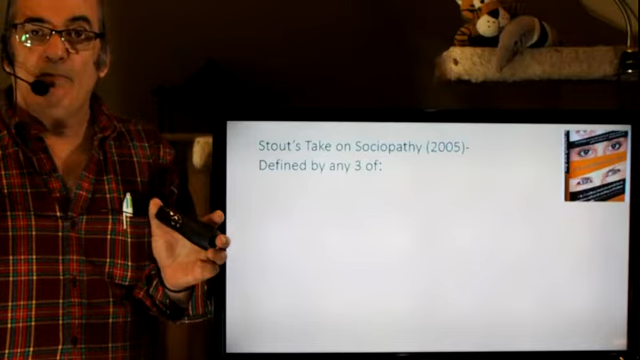 Stout's Take on Sociopathy (2005)-
Defined by any 3 of: